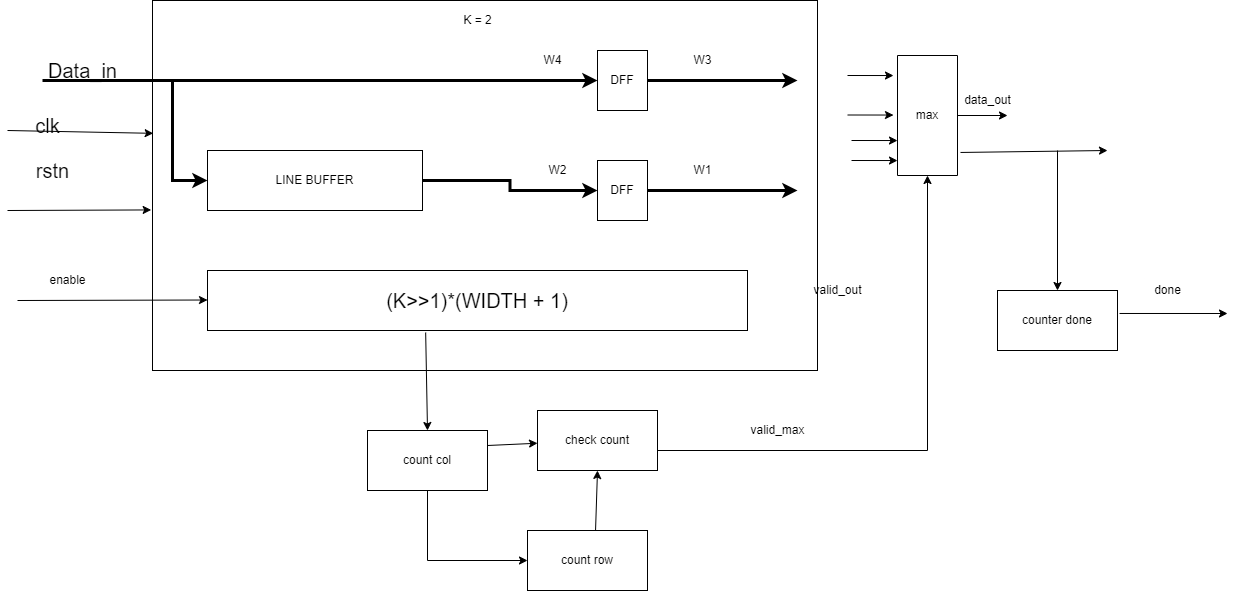 K = 2
Data_in
W4
DFF
W3
clk
rstn
LINE BUFFER
W2
DFF
W1
enable
(K>>1)*(WIDTH + 1)
max
data_out
valid_out
counter done
done
count col
check count
valid_max
count row